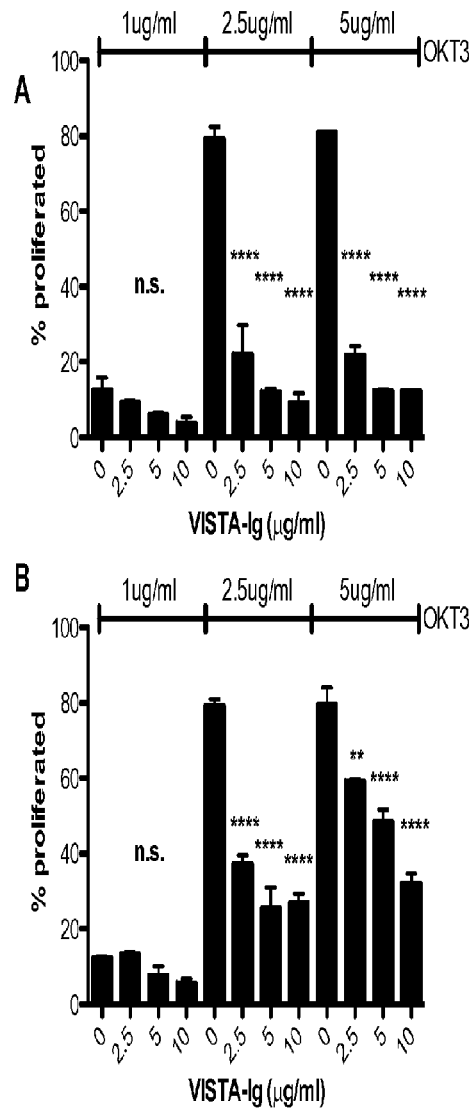 1ug/ml 2.5ug/ml 5ug/ml
OKT3
A
100
80
60
40
20
0
% proliferated
n.s.
**** **** ****
**** **** ****
0 2.5 5 10 0 2.5 5 10 0 2.5 5 10
VISTA-Ig (µg/ml)
B
1ug/ml 2.5ug/ml 5ug/ml
OKT3
100
80
60
40
20
0
% proliferated
n.s.
**** **** ****
** **** ****
0 2.5 5 10 0 2.5 5 10 0 2.5 5 10
VISTA-Ig (µg/ml)